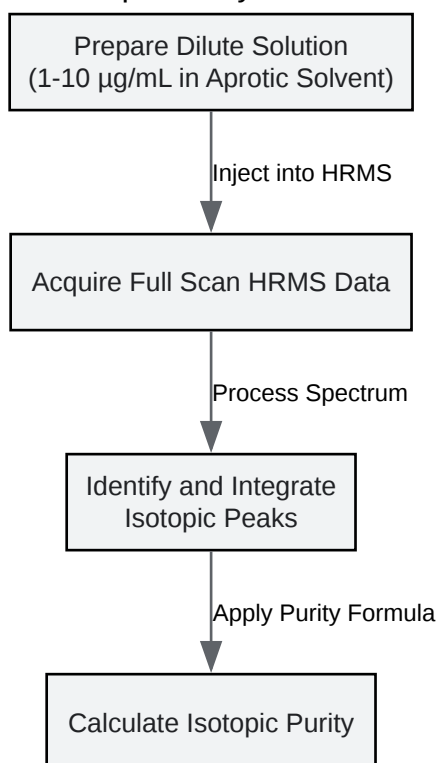 Prepare Dilute Solution
(1-10 µg/mL in Aprotic Solvent)
Inject into HRMS
Acquire Full Scan HRMS Data
Process Spectrum
Identify and Integrate
Isotopic Peaks
Apply Purity Formula
Calculate Isotopic Purity